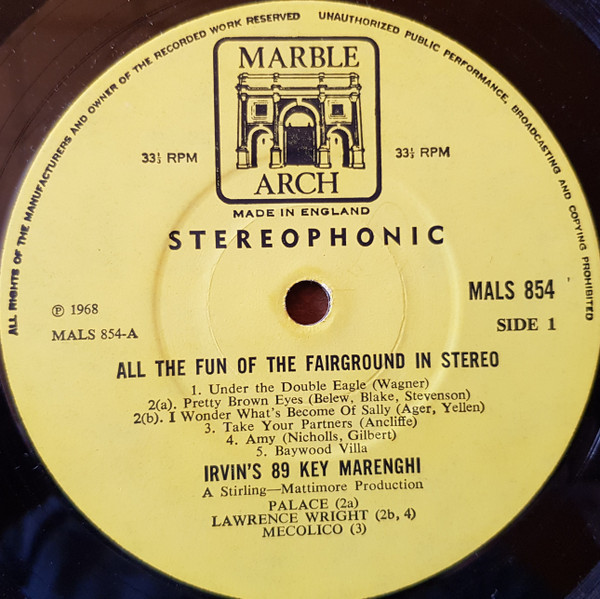 ALL RIGHTS OF THE MANUFACTURERS AND OWNER OF THE RECORDED WORK RESERVED UNAUTHORIZED PUBLIC PERFORMANCE, BROADCASTING AND COPYING PROHIBITED
MARBLE
ARCH
33⅓ RPM
33⅓ RPM
MADE IN ENGLAND
STEREOPHONIC
℗ 1968
MALS 854-A
MALS 854
SIDE 1
ALL THE FUN OF THE FAIRGROUND IN STEREO
1. Under the Double Eagle (Wagner)
2(a). Pretty Brown Eyes (Belew, Blake, Stevenson)
2(b). I Wonder What's Become Of Sally (Ager, Yellen)
3. Take Your Partners (Ancliffe)
4. Amy (Nicholls, Gilbert)
5. Baywood Villa
IRVIN'S 89 KEY MARENGHI
A Stirling—Mattimore Production
PALACE (2a)
LAWRENCE WRIGHT (2b, 4)
MECOLICO (3)